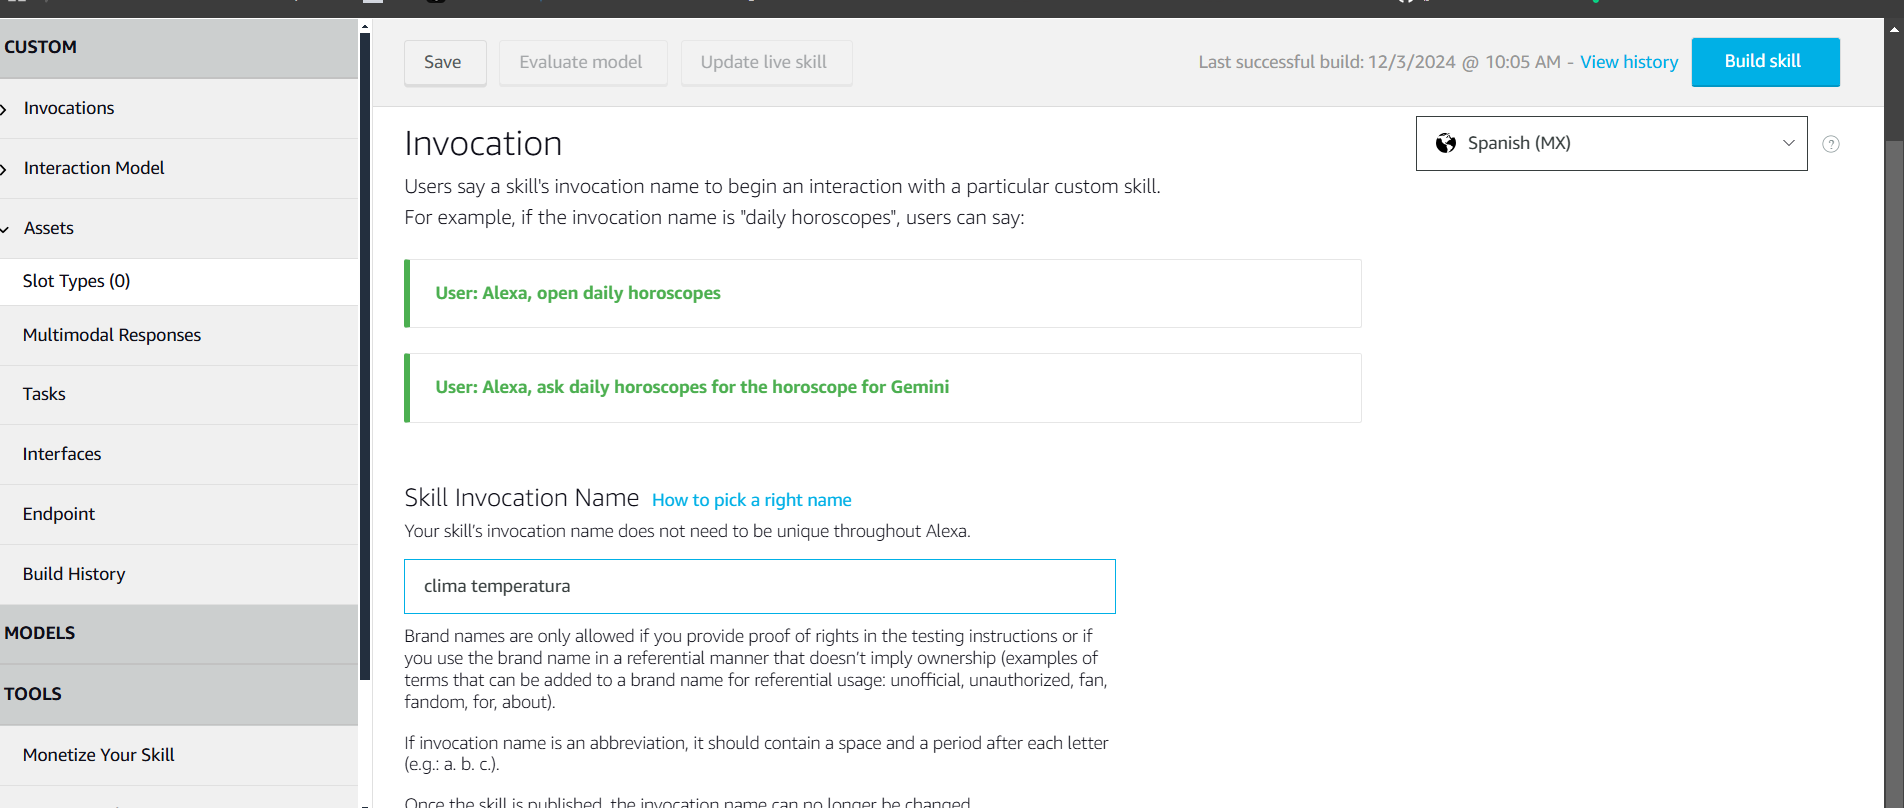 CUSTOM
Invocations
Interaction Model
Assets
Slot Types (0)
Multimodal Responses
Tasks
Interfaces
Endpoint
Build History
MODELS
TOOLS
Monetize Your Skill
Save
Evaluate model
Update live skill
Last successful build: 12/3/2024 @ 10:05 AM - View history
Build skill
Invocation
Spanish (MX)
Users say a skill's invocation name to begin an interaction with a particular custom skill.
For example, if the invocation name is "daily horoscopes", users can say:
User: Alexa, open daily horoscopes
User: Alexa, ask daily horoscopes for the horoscope for Gemini
Skill Invocation Name How to pick a right name
Your skill’s invocation name does not need to be unique throughout Alexa.
clima temperatura
Brand names are only allowed if you provide proof of rights in the testing instructions or if
you use the brand name in a referential manner that doesn’t imply ownership (examples of
terms that can be added to a brand name for referential usage: unofficial, unauthorized, fan,
fandom, for, about).
If invocation name is an abbreviation, it should contain a space and a period after each letter
(e.g.: a. b. c.).
Once the skill is published, the invocation name can no longer be changed.